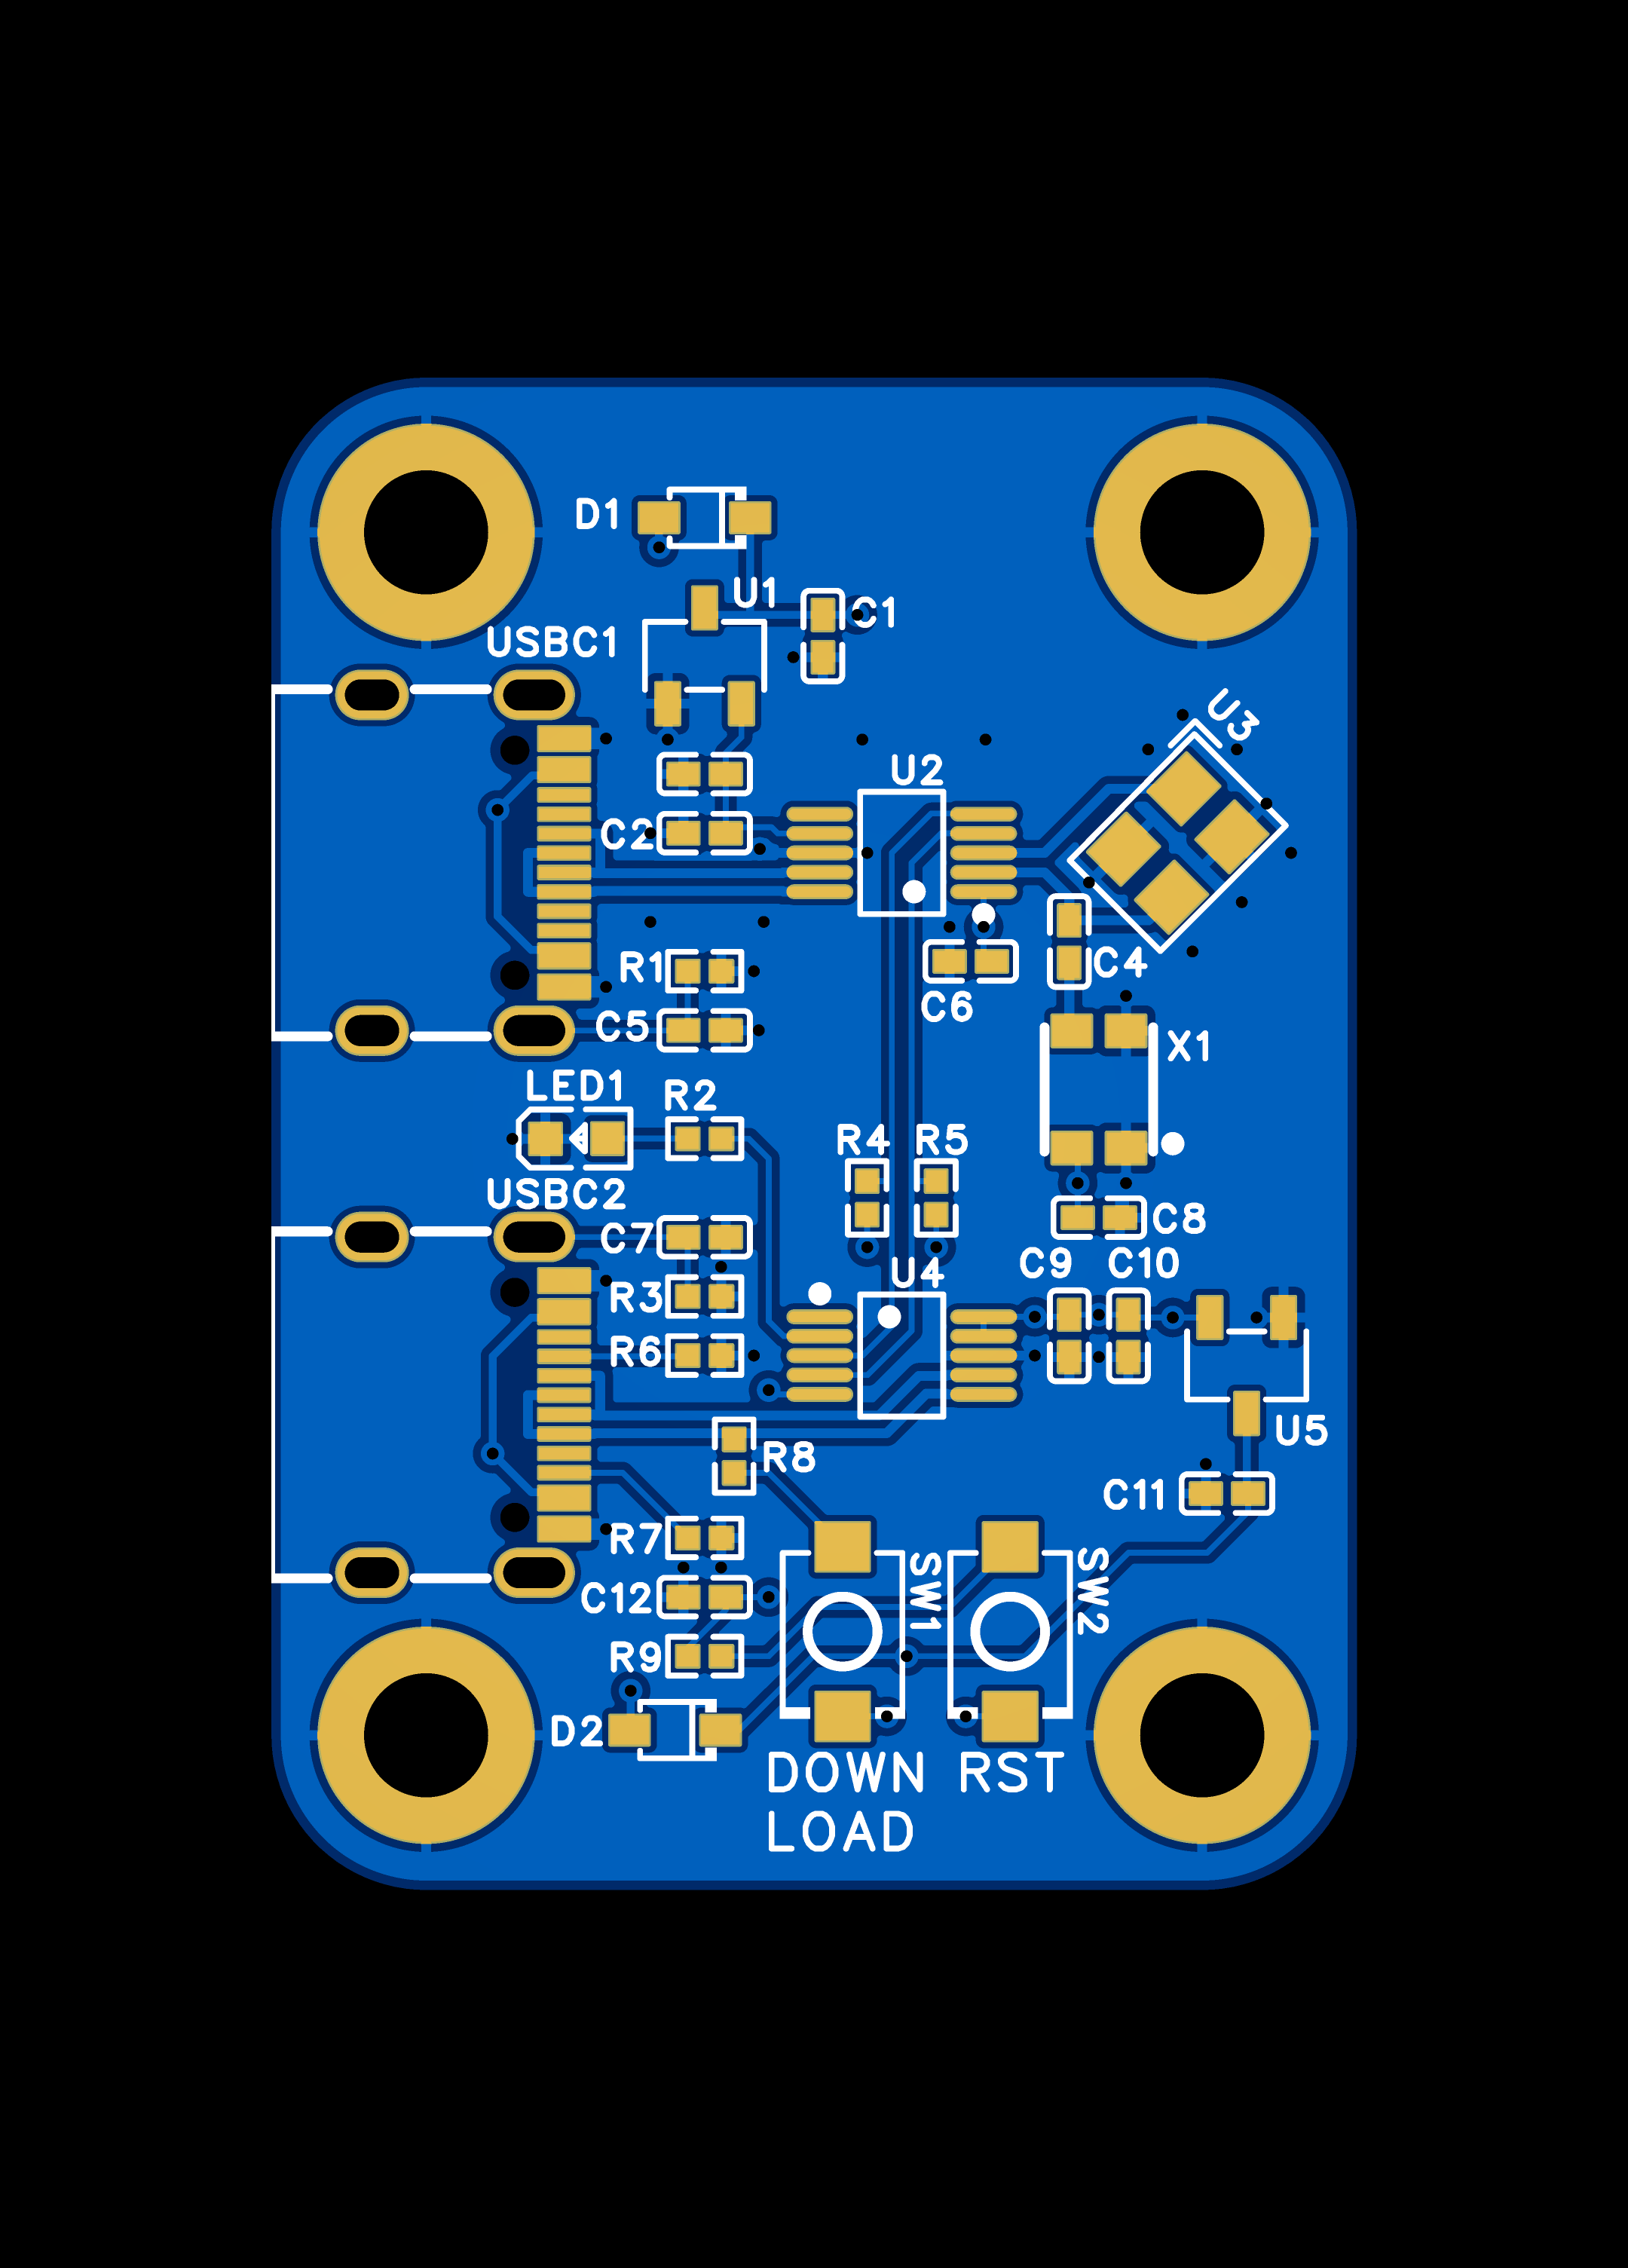 D1
U1
C1
USBC1
U3
U2
C2
R1
C4
C6
C5
X1
LED1
R2
R4 R5
USBC2
C7
C8
U4
C9 C10
R3
R6
U5
R8
C11
R7
SW1
SW2
C12
R9
D2
DOWN RST
LOAD